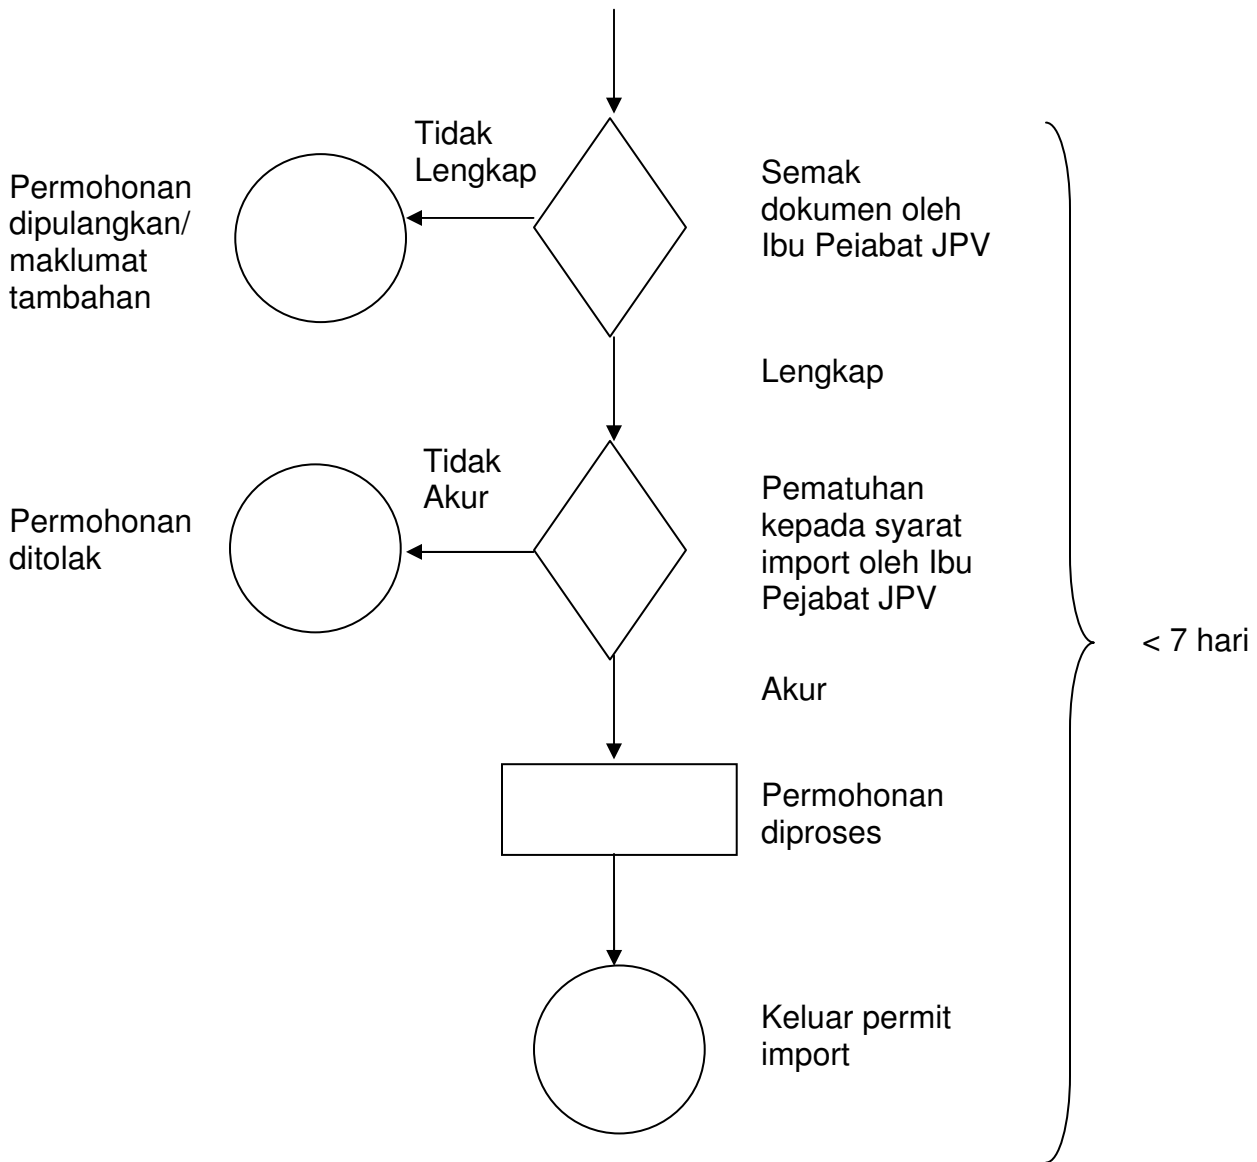 Tidak
Lengkap
Permohonan
dipulangkan/
maklumat
tambahan
Semak
dokumen oleh
Ibu Peiabat JPV
Lengkap
Tidak
Akur
Permohonan
ditolak
Pematuhan
kepada syarat
import oleh Ibu
Pejabat JPV
< 7 hari
Akur
Permohonan
diproses
Keluar permit
import